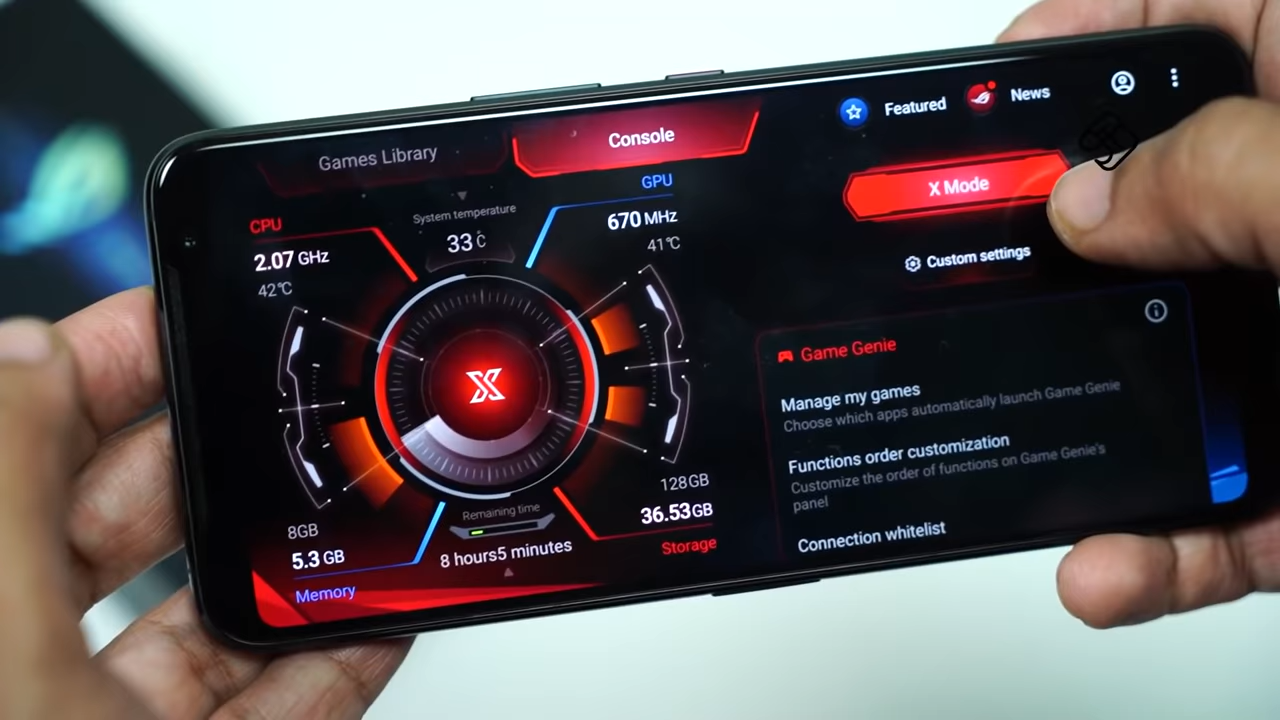 Games Library
Console
Featured
News
CPU
2.07 GHz
42°C
System temperature
33°C
GPU
670 MHz
41°C
X Mode
Custom settings
Game Genie
Manage my games
Choose which apps automatically launch Game Genie
Functions order customization
Customize the order of functions on Game Genie's
panel
Connection whitelist
8GB
5.3 GB
Memory
Remaining time
8 hours5 minutes
128GB
36.53GB
Storage